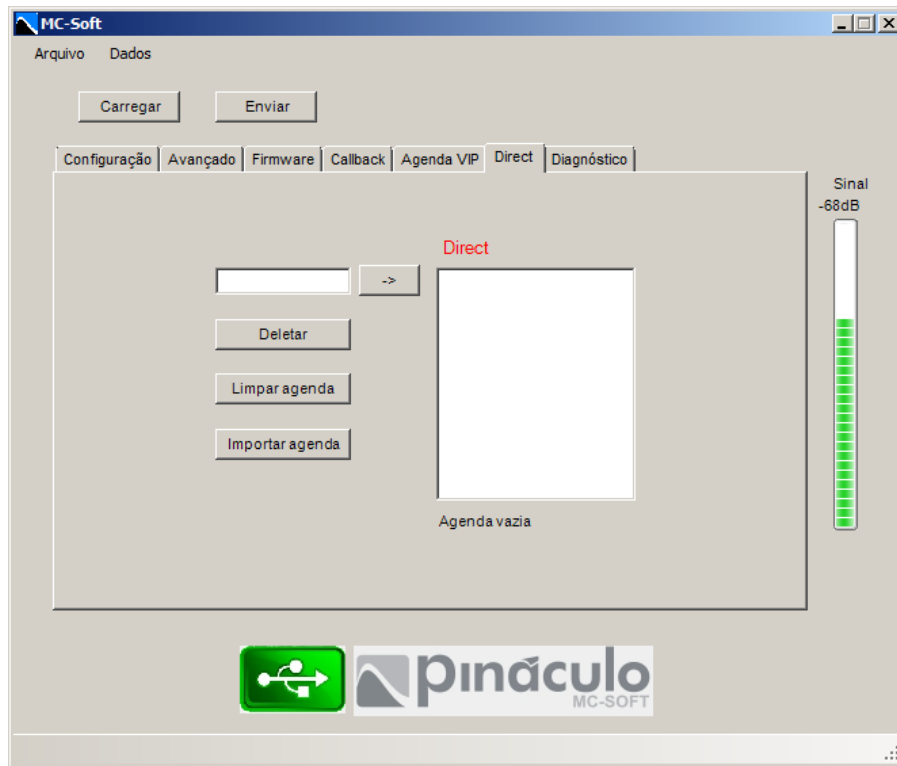 MC-Soft
Arquivo Dados
Carregar Enviar
Configuração Avançado Firmware Callback Agenda VIP Direct Diagnóstico
Sinal
-68dB
Direct
->
Deletar
Limpar agenda
Importar agenda
Agenda vazia
pináculo
MC-SOFT